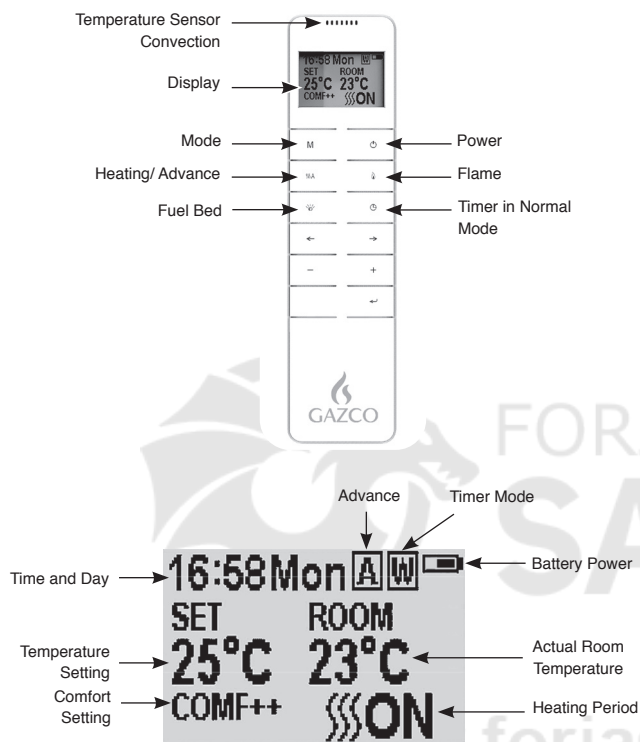 Temperature Sensor
Convection
16:58 Mon W
SET ROOM
25°C 23°C
COMF++ ON
Display
Mode
M
Power
Heating/ Advance
Flame
Fuel Bed
Timer in Normal
Mode
← →
− +
GAZCO
Advance
Timer Mode
16:58Mon A W
Time and Day
Battery Power
SET ROOM
Temperature
Setting
25°C 23°C
Actual Room
Temperature
Comfort
Setting
COMF++ ON
Heating Period